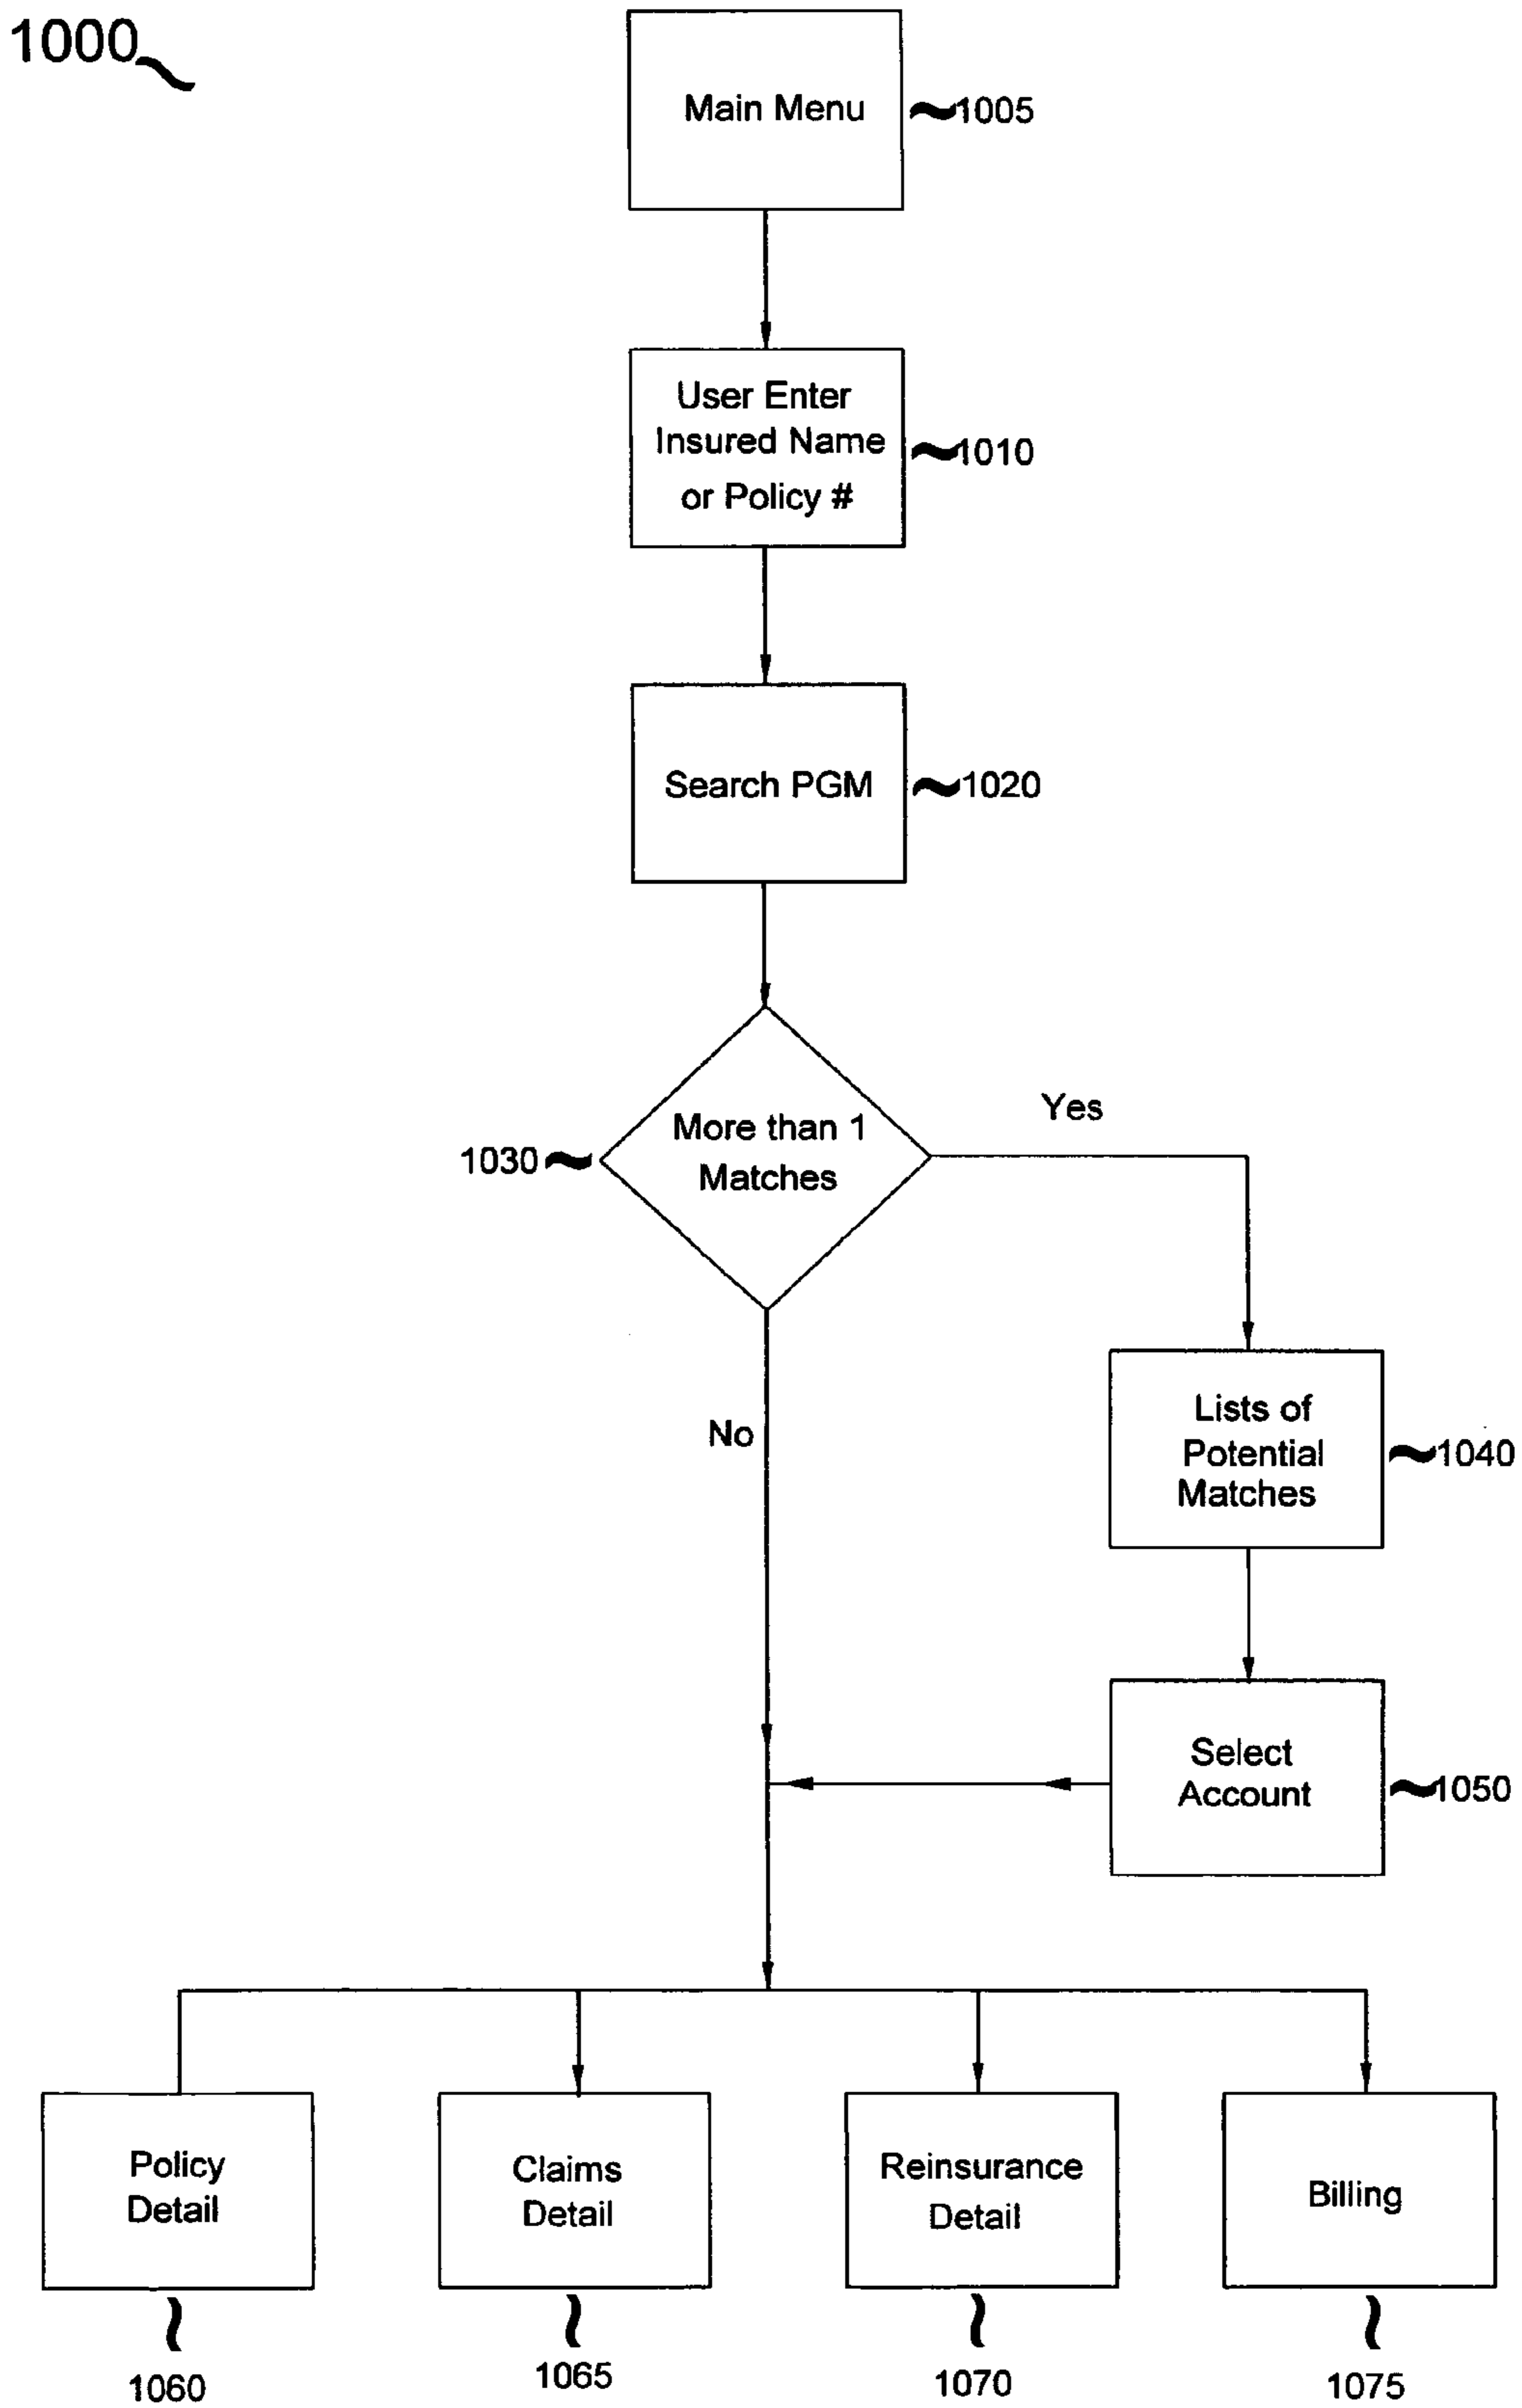 1000
Main Menu
1005
User Enter
Insured Name
or Policy #
1010
Search PGM
1020
More than 1
Matches
1030
Yes
No
Lists of
Potential
Matches
1040
Select
Account
1050
Policy
Detail
Claims
Detail
Reinsurance
Detail
Billing
1060
1065
1070
1075